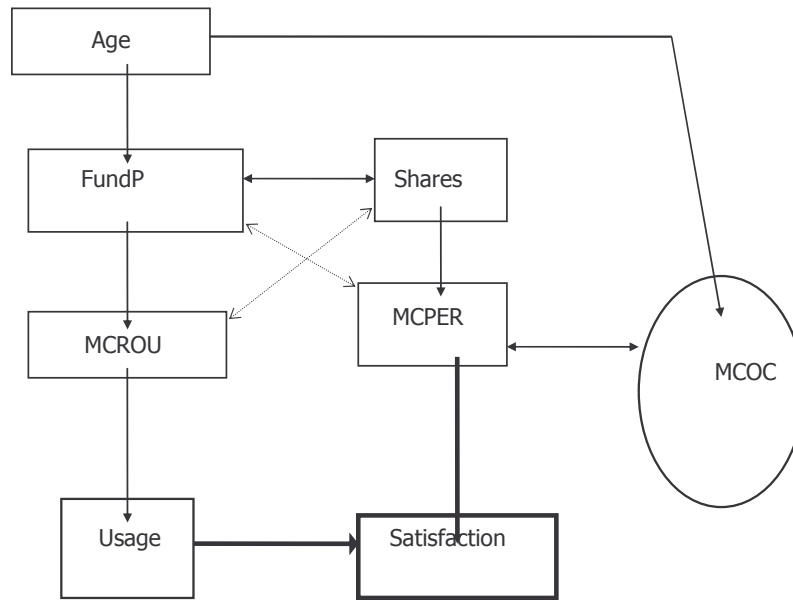 Age
FundP
Shares
MCROU
MCPER
MCOC
Usage
Satisfaction